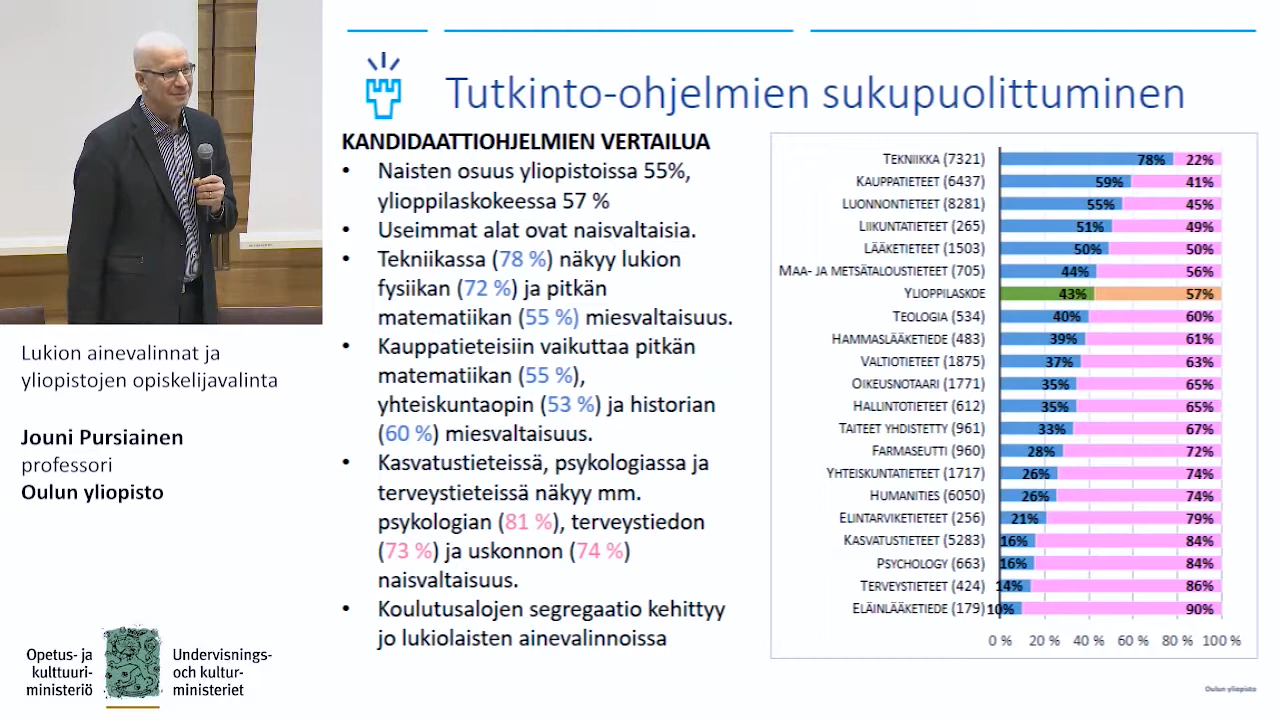 Tutkinto-ohjelmien sukupuolittuminen
KANDIDAATTIOHJELMIEN VERTAILUA
• Naisten osuus yliopistoissa 55%,
ylioppilaskokeessa 57 %
• Useimmat alat ovat naisvaltaisia.
• Tekniikassa (78 %) näkyy lukion
fysiikan (72 %) ja pitkän
matematiikan (55 %) miesvaltaisuus.
• Kauppatieteisiin vaikuttaa pitkän
matematiikan (55 %),
yhteiskuntaopin (53 %) ja historian
(60 %) miesvaltaisuus.
• Kasvatustieteissä, psykologiassa ja
terveystieteissä näkyy mm.
psykologian (81 %), terveystiedon
(73 %) ja uskonnon (74 %)
naisvaltaisuus.
• Koulutusalojen segregaatio kehittyy
jo lukiolaisten ainevalinnoissa
TEKNIIKKA (7321) 78% 22%
KAUPPATIETEET (6437) 59% 41%
LUONNONTIETEET (8281) 55% 45%
LIIKUNTATIETEET (265) 51% 49%
LÄÄKETIETEET (1503) 50% 50%
MAA- JA METSÄTALOUSTIETEET (705) 44% 56%
YLIOPPILASKOE 43% 57%
TEOLOGIA (534) 40% 60%
HAMMASLÄÄKETIEDE (483) 39% 61%
VALTIOTIETEET (1875) 37% 63%
OIKEUSNOTAARI (1771) 35% 65%
HALLINTOTIETEET (612) 35% 65%
TAITEET YHDISTETTY (961) 33% 67%
FARMASEUTTI (960) 28% 72%
YHTEISKUNTATIETEET (1717) 26% 74%
HUMANITIES (6050) 26% 74%
ELINTARVIKETIETEET (256) 21% 79%
KASVATUSTIETEET (5283) 16% 84%
PSYCHOLOGY (663) 16% 84%
TERVEYSTIETEET (424) 14% 86%
ELÄINLÄÄKETIEDE (179) 10% 90%
0 % 20 % 40 % 60 % 80 % 100 %
Oulun yliopisto
Lukion ainevalinnat ja
yliopistojen opiskelijavalinta
Jouni Pursiainen
professori
Oulun yliopisto
Opetus- ja
kulttuuri-
ministeriö
Undervisnings-
och kultur-
ministeriet